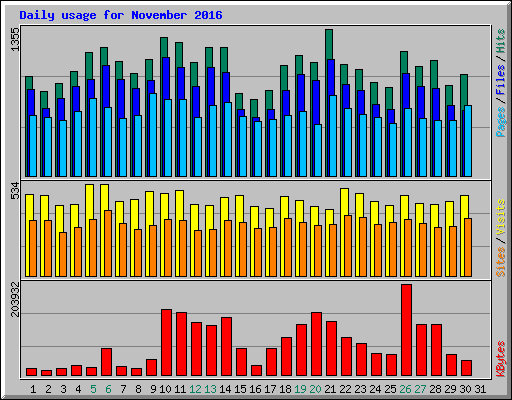 Daily usage for November 2016
1355
Pages / Files / Hits
534
Sites / Visits
203932
KBytes
1 2 3 4 5 6 7 8 9 10 11 12 13 14 15 16 17 18 19 20 21 22 23 24 25 26 27 28 29 30 31